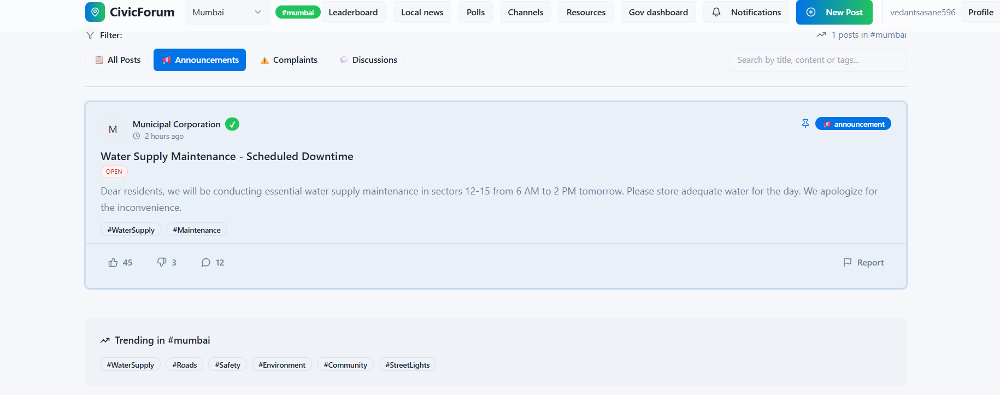 CivicForum Mumbai #mumbai Leaderboard Local news Polls Channels Resources Gov dashboard Notifications New Post vedantsasane596 Profile
Filter: 1 posts in #mumbai
All Posts Announcements Complaints Discussions Search by title, content or tags...
M Municipal Corporation announcement
2 hours ago
Water Supply Maintenance - Scheduled Downtime
OPEN
Dear residents, we will be conducting essential water supply maintenance in sectors 12-15 from 6 AM to 2 PM tomorrow. Please store adequate water for the day. We apologize for
the inconvenience.
#WaterSupply #Maintenance
45 3 12 Report
Trending in #mumbai
#WaterSupply #Roads #Safety #Environment #Community #StreetLights